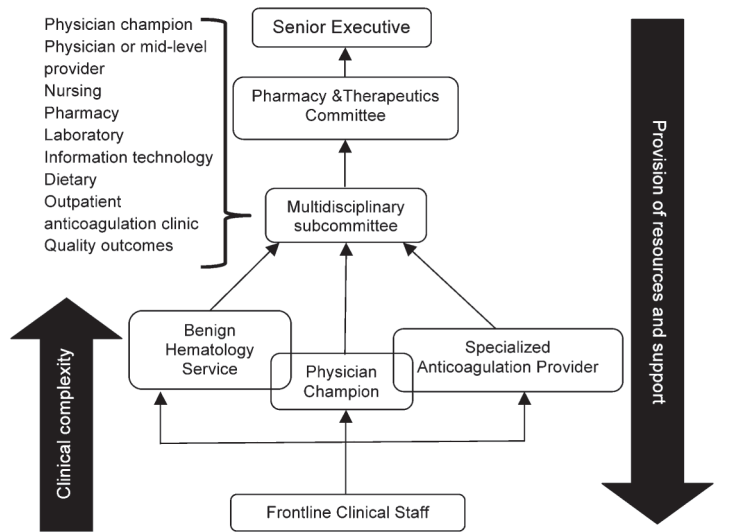 Physician champion
Physician or mid-level
provider
Nursing
Pharmacy
Laboratory
Information technology
Dietary
Outpatient
anticoagulation clinic
Quality outcomes
Senior Executive
Pharmacy &Therapeutics
Committee
Multidisciplinary
subcommittee
Benign
Hematology
Service
Physician
Champion
Specialized
Anticoagulation Provider
Frontline Clinical Staff
Clinical complexity
Provision of resources and support